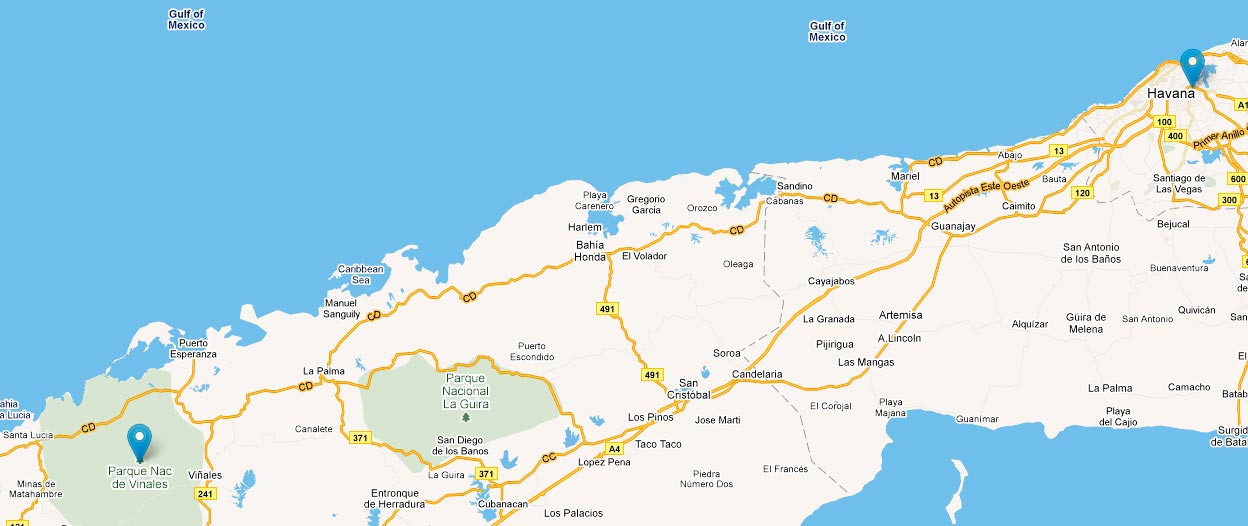 Gulf of
Mexico
Gulf of
Mexico
Havana
A1
100
400
Primer Anillo
13
CD
Abajo
Mariel
Bauta
Santiago de
Las Vegas
600
300
Autopista Este Oeste
13
120
Caimito
Sandino
Cabanas
CD
Playa
Carenero
Gregorio
Garcia
Orozco
Harlem
CD
Guanajay
Bejucal
Bahía
Honda
El Volador
Oleaga
San Antonio
de los Baños
Buenaventura
Caribbean
Sea
Cayajabos
CD
Manuel
Sanguily
CD
491
La Granada
Artemisa
Alquízar
Güira de
Melena
San Antonio
Quivicán
A.Lincoln
Pijirigua
Puerto
Esperanza
Puerto
Escondido
Soroa
Las Mangas
La Palma
CD
491
Candelaria
Parque
Nacional
La Guira
San
Cristóbal
La Palma
Camacho
Playa
Majana
El Corojal
Guanímar
Playa
del Cajio
Los Pinos
Jose Marti
Santa Lucia
CD
Canalete
371
San Diego
de los Banos
Taco Taco
A4
CC
Lopez Pena
Parque Nac
de Vinales
Viñales
La Guira
371
Piedra
Número Dos
El Francés
Minas de
Matahambre
241
Entronque
de Herradura
Cubanacan
Los Palacios